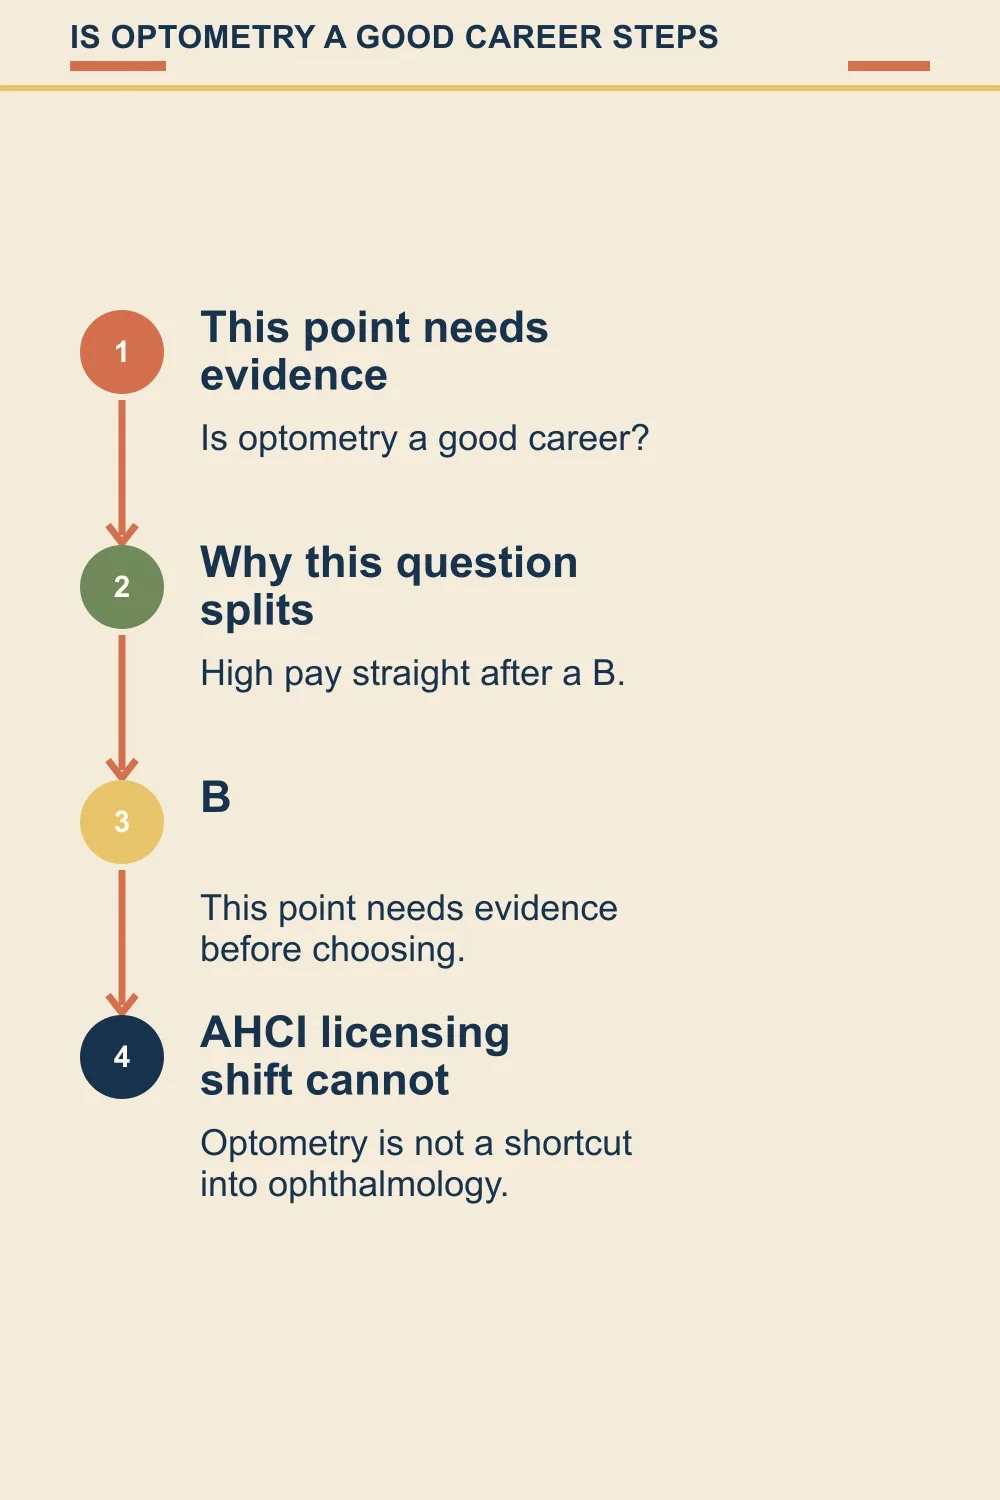 IS OPTOMETRY A GOOD CAREER STEPS
1
This point needs
evidence
Is optometry a good career?
2
Why this question
splits
High pay straight after a B.
3
B
This point needs evidence
before choosing.
4
AHCI licensing
shift cannot
Optometry is not a shortcut
into ophthalmology.